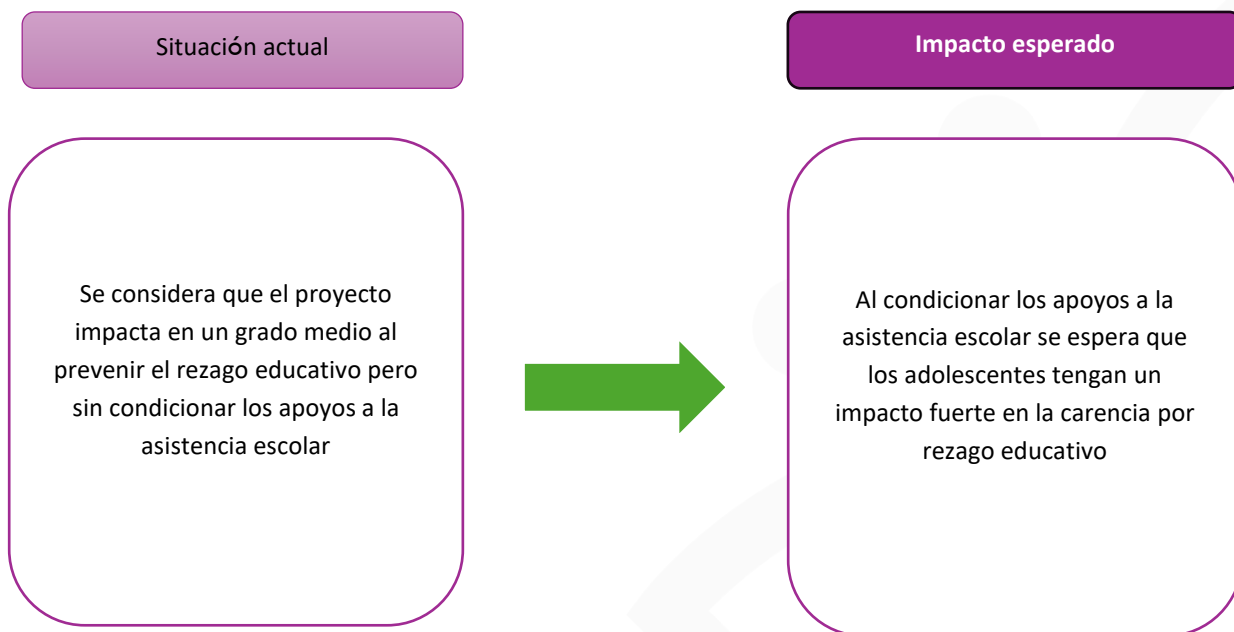 Situación actual
Se considera que el proyecto
impacta en un grado medio al
prevenir el rezago educativo pero
sin condicionar los apoyos a la
asistencia escolar
Impacto esperado
Al condicionar los apoyos a la
asistencia escolar se espera que
los adolescentes tengan un
impacto fuerte en la carencia por
rezago educativo